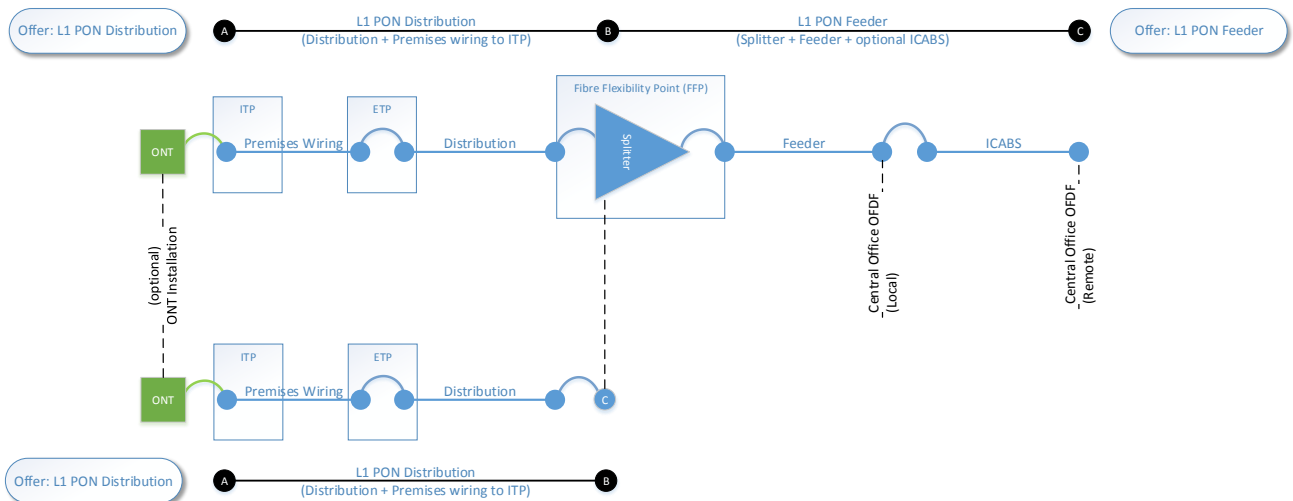 Offer: L1 PON Distribution
A
L1 PON Distribution
(Distribution + Premises wiring to ITP)
B
L1 PON Feeder
(Splitter + Feeder + optional ICABS)
C
Offer: L1 PON Feeder
Fibre Flexibility Point (FFP)
ITP
ETP
ONT
Premises Wiring
Distribution
Splitter
Feeder
ICABS
(optional)
ONT Installation
Central Office OFDF
(Local)
Central Office OFDF
(Remote)
ITP
ETP
ONT
Premises Wiring
Distribution
C
Offer: L1 PON Distribution
A
L1 PON Distribution
(Distribution + Premises wiring to ITP)
B